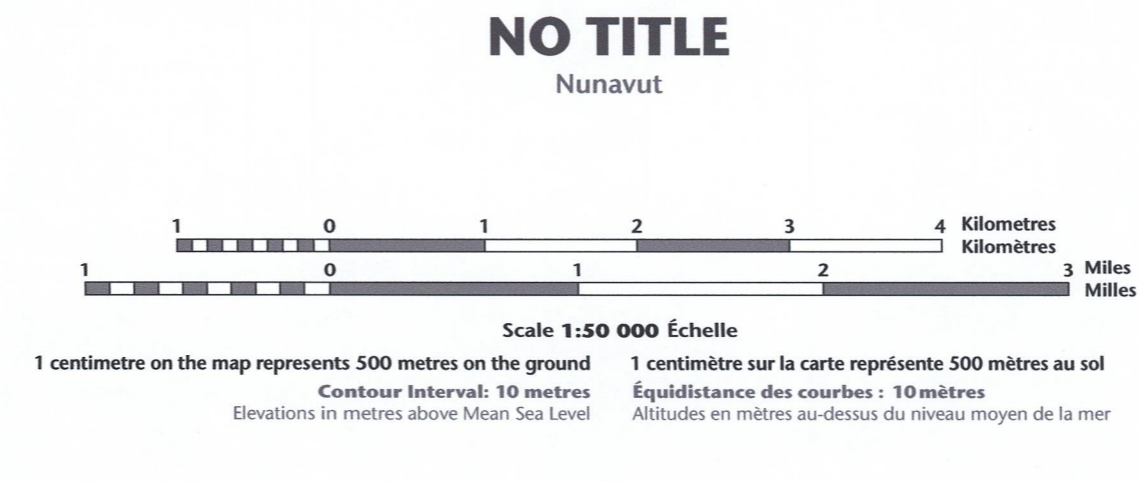 NO TITLE
Nunavut
1 0 1 2 3 4 Kilometres
Kilomètres
1 0 1 2 3 Miles
Milles
Scale 1:50 000 Échelle
1 centimetre on the map represents 500 metres on the ground
Contour Interval: 10 metres
Elevations in metres above Mean Sea Level
1 centimètre sur la carte représente 500 mètres au sol
Équidistance des courbes : 10 mètres
Altitudes en mètres au-dessus du niveau moyen de la mer